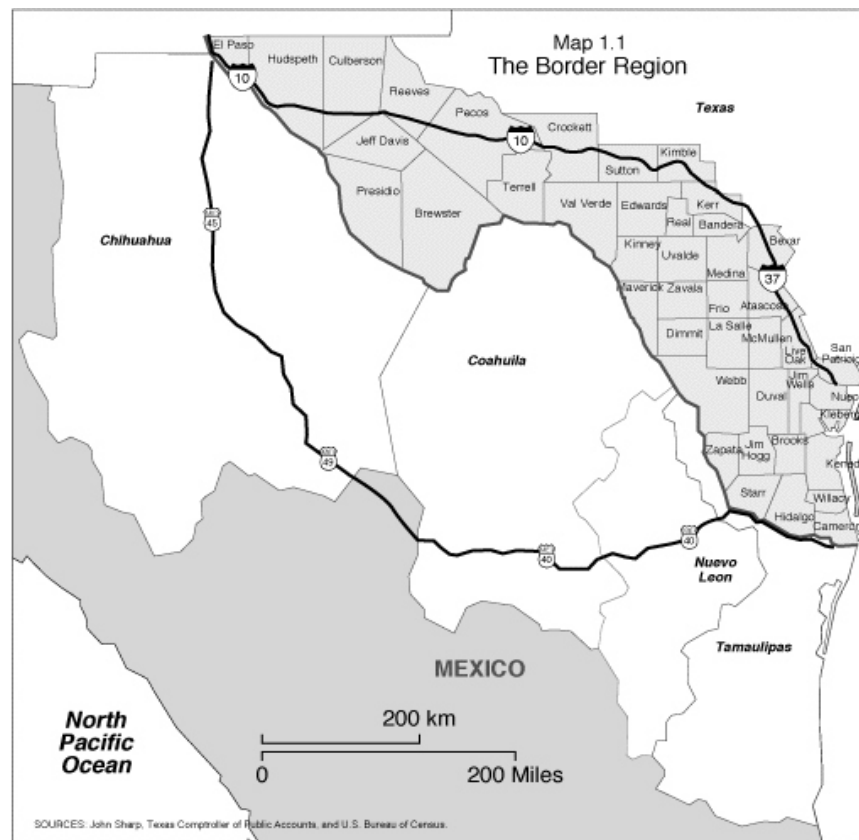 Map 1.1
The Border Region
El Paso
Hudspeth
Culberson
Reeves
Pecos
Crockett
Texas
10
10
Jeff Davis
Kimble
Sutton
Presidio
Terrell
Val Verde
Edwards
Kerr
Brewster
Real
Bandera
45
Bexar
Chihuahua
Kinney
Uvalde
Medina
37
Maverick
Zavala
Frio
Atascosa
Dimmit
La Salle
McMullen
San
Patricio
Live
Oak
Coahuila
Webb
Jim
Wells
Duval
Nuec
Kleberg
Zapata
Jim
Hogg
Brooks
Kened
49
Starr
Willacy
Hidalgo
Cameron
40
40
Nuevo
Leon
Tamaulipas
MEXICO
North
Pacific
Ocean
200 km
0
200 Miles
SOURCES: John Sharp, Texas Comptroller of Public Accounts, and U.S. Bureau of Census.